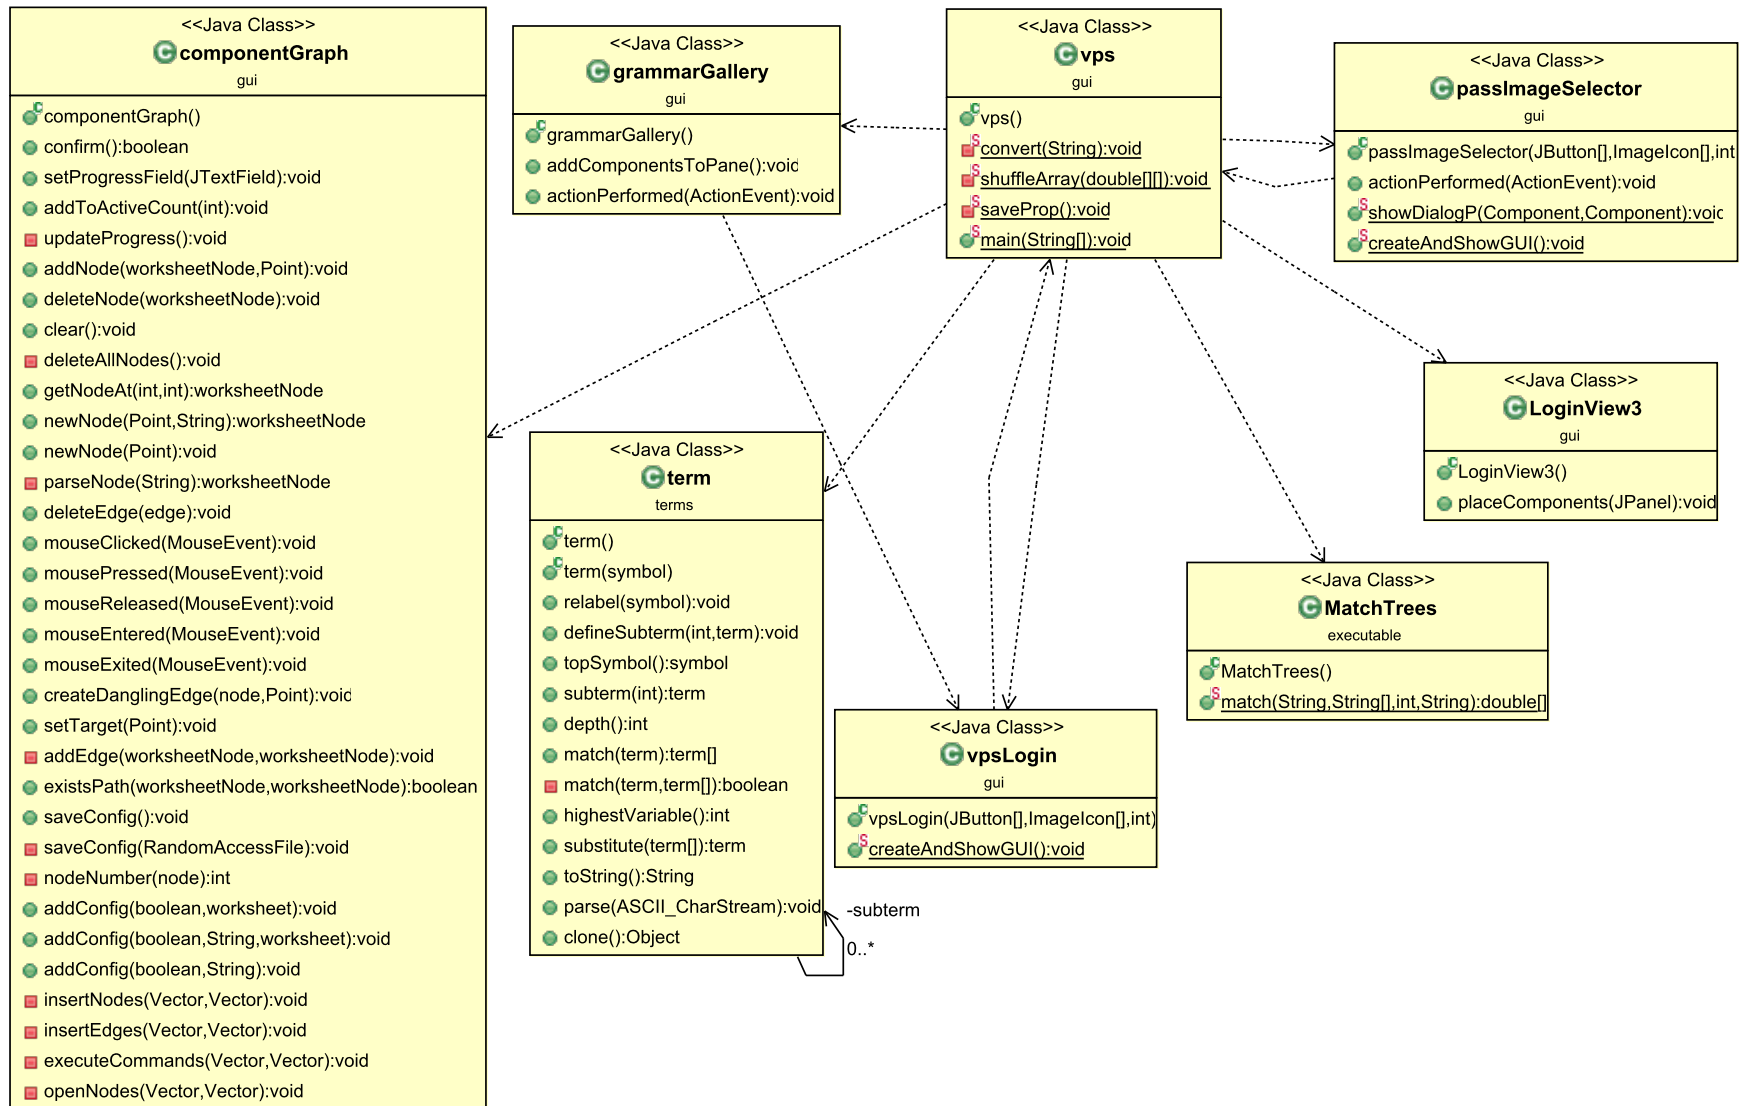 <<Java Class>>
componentGraph
gui
componentGraph()
confirm():boolean
setProgressField(JTextField):void
addToActiveCount(int):void
updateProgress():void
addNode(worksheetNode,Point):void
deleteNode(worksheetNode):void
clear():void
deleteAllNodes():void
getNodeAt(int,int):worksheetNode
newNode(Point,String):worksheetNode
newNode(Point):void
parseNode(String):worksheetNode
deleteEdge(edge):void
mouseClicked(MouseEvent):void
mousePressed(MouseEvent):void
mouseReleased(MouseEvent):void
mouseEntered(MouseEvent):void
mouseExited(MouseEvent):void
createDanglingEdge(node,Point):void
setTarget(Point):void
addEdge(worksheetNode,worksheetNode):void
existsPath(worksheetNode,worksheetNode):boolean
saveConfig():void
saveConfig(RandomAccessFile):void
nodeNumber(node):int
addConfig(boolean,worksheet):void
addConfig(boolean,String,worksheet):void
addConfig(boolean,String):void
insertNodes(Vector,Vector):void
insertEdges(Vector,Vector):void
executeCommands(Vector,Vector):void
openNodes(Vector,Vector):void
<<Java Class>>
grammarGallery
gui
grammarGallery()
addComponentsToPane():void
actionPerformed(ActionEvent):void
<<Java Class>>
vps
gui
vps()
convert(String):void
shuffleArray(double[][]):void
saveProp():void
main(String[]):void
<<Java Class>>
passImageSelector
gui
passImageSelector(JButton[],ImageIcon[],int
actionPerformed(ActionEvent):void
showDialogP(Component,Component):void
createAndShowGUI():void
<<Java Class>>
LoginView3
gui
LoginView3()
placeComponents(JPanel):void
<<Java Class>>
term
terms
term()
term(symbol)
relabel(symbol):void
defineSubterm(int,term):void
topSymbol():symbol
subterm(int):term
depth():int
match(term):term[]
match(term,term[]):boolean
highestVariable():int
substitute(term[]):term
toString():String
parse(ASCII_CharStream):void
clone():Object
-subterm
0..*
<<Java Class>>
MatchTrees
executable
MatchTrees()
match(String,String[],int,String):double[]
<<Java Class>>
vpsLogin
gui
vpsLogin(JButton[],ImageIcon[],int)
createAndShowGUI():void